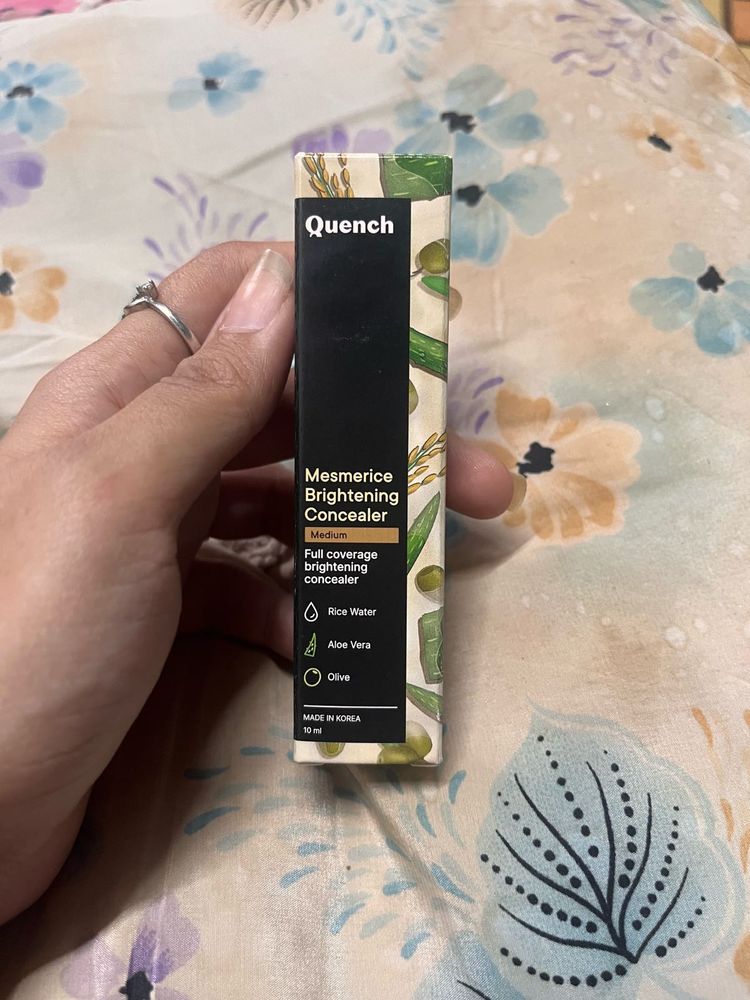 Quench
Mesmerice
Brightening
Concealer
Medium
Full coverage
brightening
concealer
Rice Water
Aloe Vera
Olive
MADE IN KOREA
10 ml